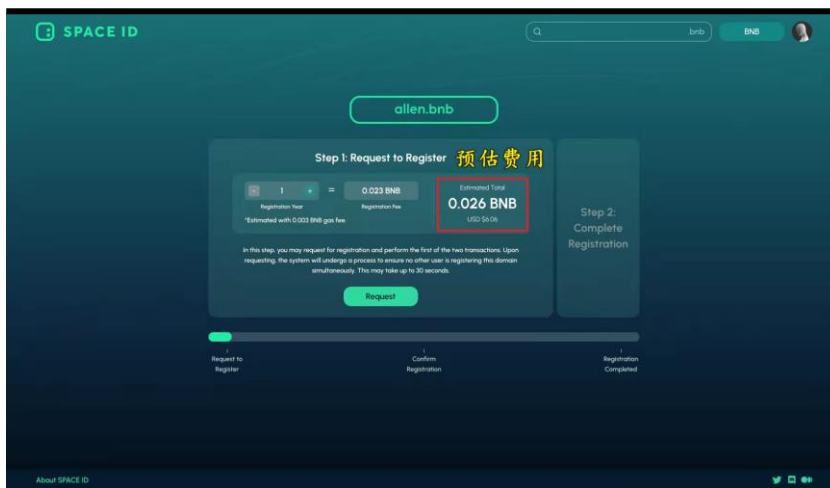 SPACE ID
.bnb
BNB
allen.bnb
Step 1: Request to Register
预估费用
- 1 + = 0.023 BNB
Registration Year
Registration Fee
*Estimated with 0.003 BNB gas fee
Estimated Total
0.026 BNB
USD $6.06
In this step, you may request for registration and perform the first of the two transactions. Upon
requesting, the system will undergo a process to ensure no other user is registering this domain
simultaneously. This may take up to 30 seconds.
Request
Step 2:
Complete
Registration
Request to
Register
Confirm
Registration
Registration
Completed
About SPACE ID